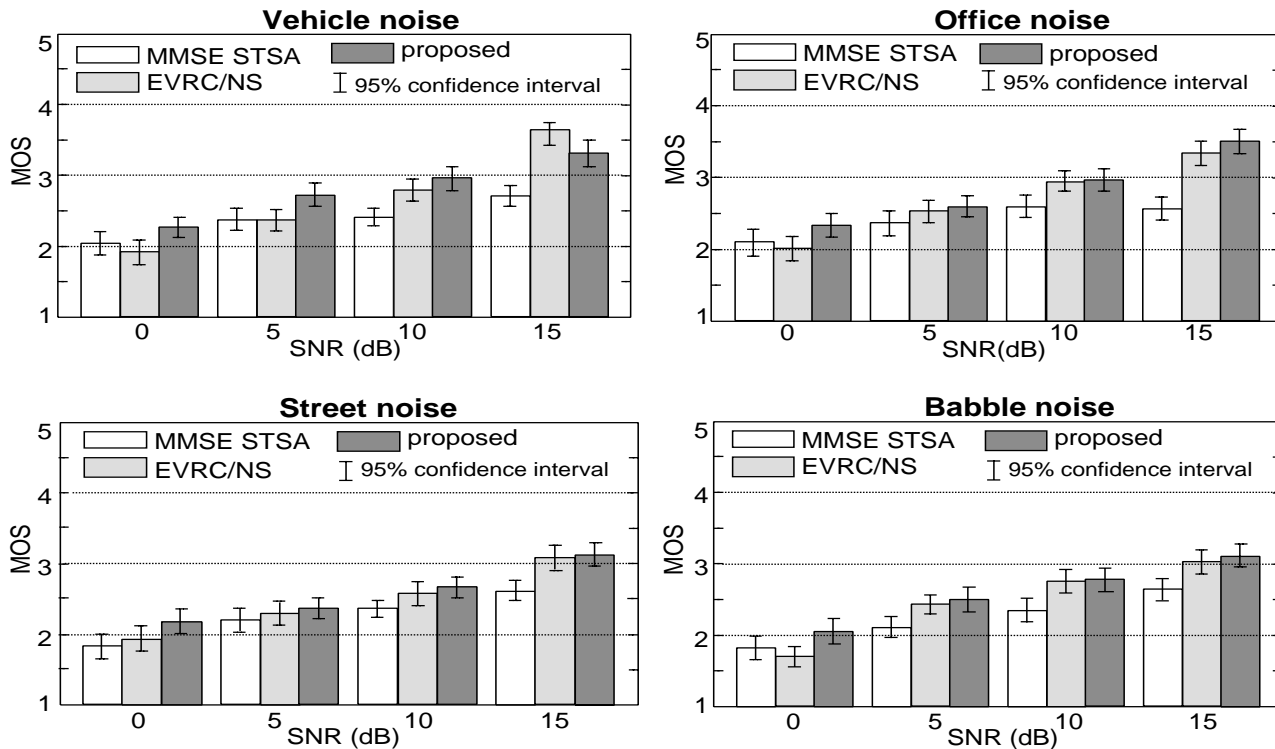 Vehicle noise
5
4
3
2
1
MOS
MMSE STSA
EVRC/NS
proposed
95% confidence interval
0 5 10 15
SNR (dB)
Office noise
5
4
3
2
1
MOS
MMSE STSA
EVRC/NS
proposed
95% confidence interval
0 5 10 15
SNR(dB)
Street noise
5
4
3
2
1
MOS
MMSE STSA
EVRC/NS
proposed
95% confidence interval
0 5 10 15
SNR (dB)
Babble noise
5
4
3
2
1
MOS
MMSE STSA
EVRC/NS
proposed
95% confidence interval
0 5 10 15
SNR (dB)